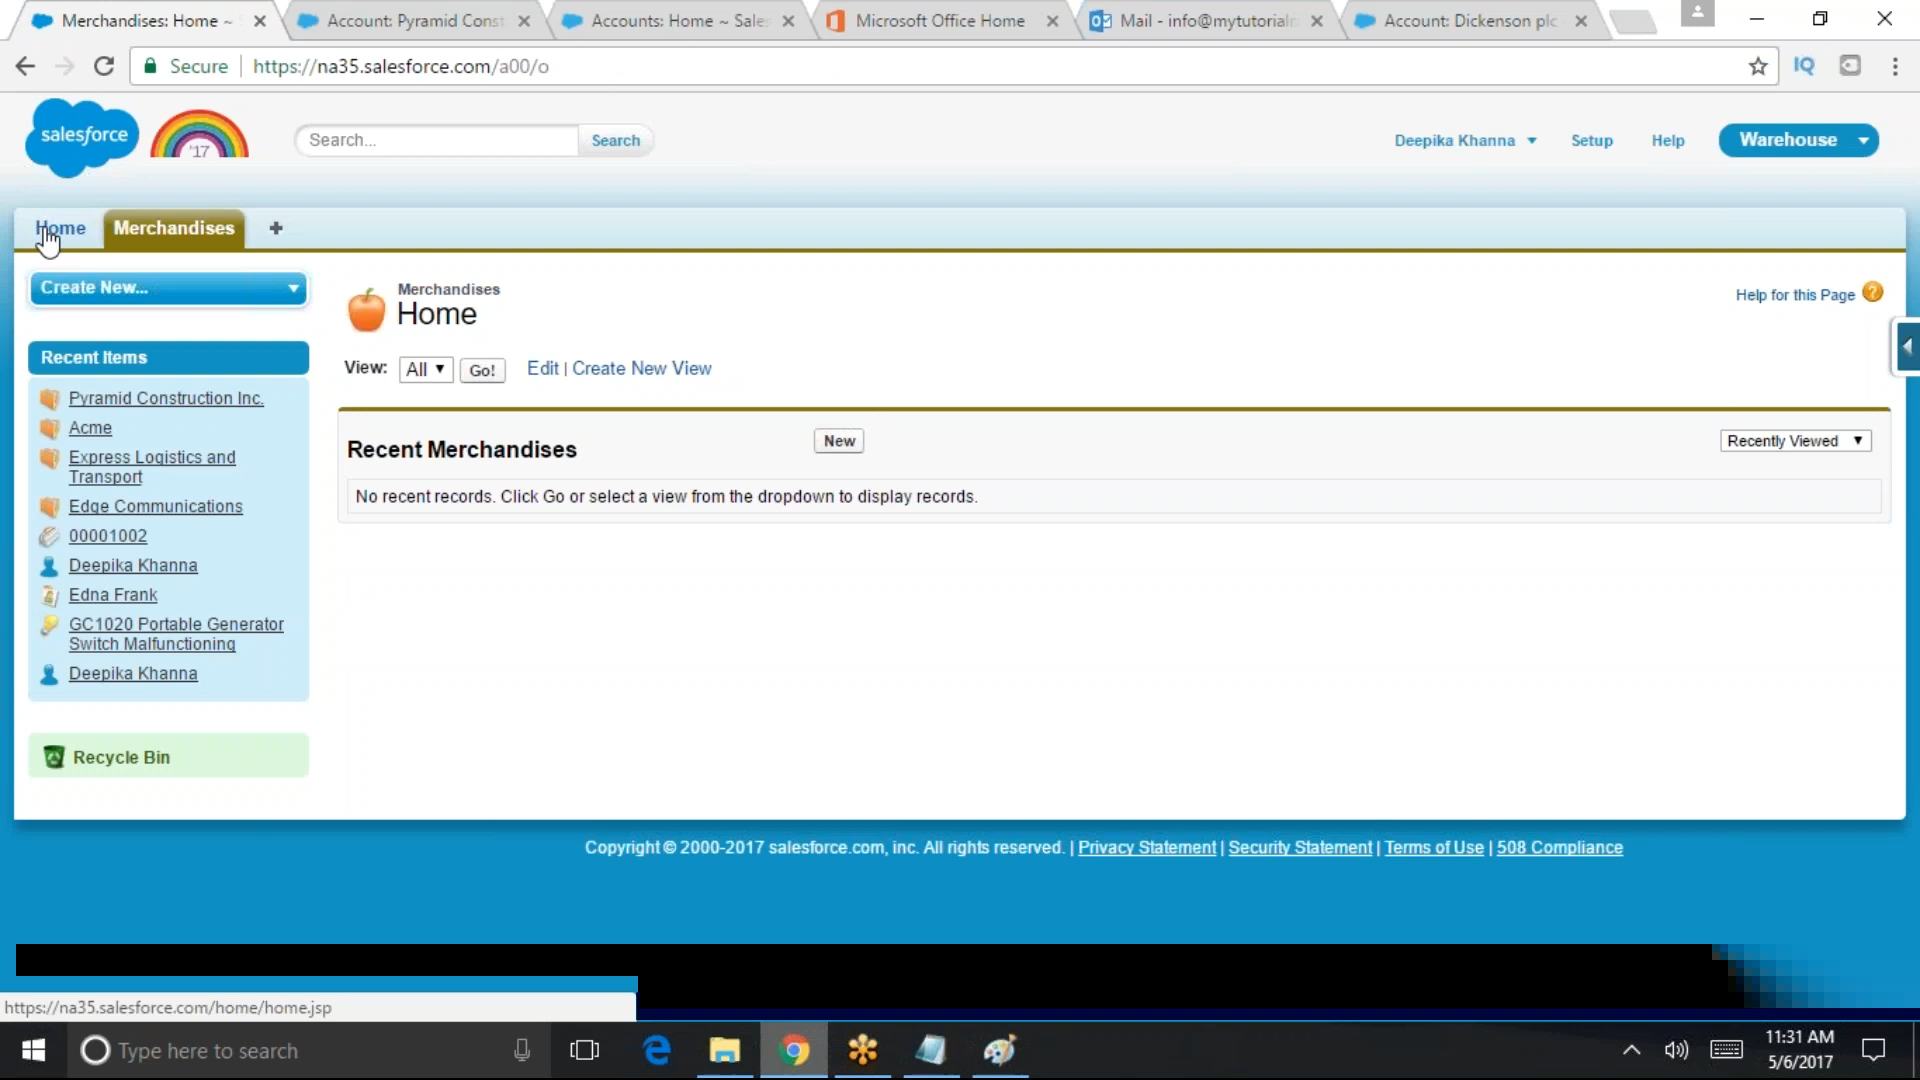 Merchandises: Home ~
Account: Pyramid Const
Accounts: Home ~ Sales
Microsoft Office Home
Mail - info@mytutorial
Account: Dickenson plc
Secure https://na35.salesforce.com/a00/o
IQ
salesforce
'17
Search...
Search
Deepika Khanna
Setup
Help
Warehouse
Home
Merchandises
+
Create New...
Merchandises
Home
Help for this Page ?
View: All Go! Edit | Create New View
Recent Items
Pyramid Construction Inc.
Acme
Express Logistics and
Transport
Edge Communications
00001002
Deepika Khanna
Edna Frank
GC1020 Portable Generator
Switch Malfunctioning
Deepika Khanna
Recycle Bin
Recent Merchandises
New
Recently Viewed
No recent records. Click Go or select a view from the dropdown to display records.
Copyright © 2000-2017 salesforce.com, inc. All rights reserved. | Privacy Statement | Security Statement | Terms of Use | 508 Compliance
https://na35.salesforce.com/home/home.jsp
Type here to search
11:31 AM
5/6/2017